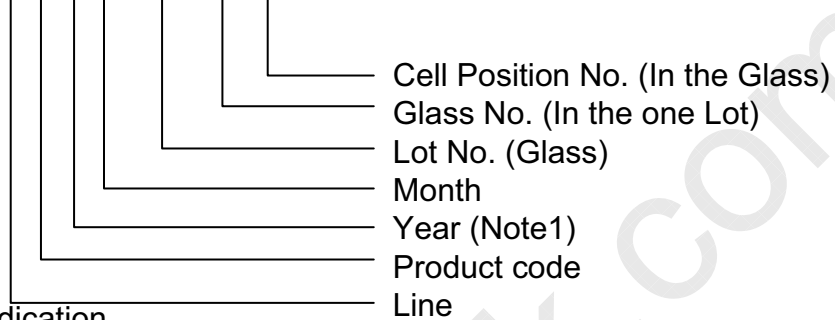 Cell Position No. (In the Glass)
Glass No. (In the one Lot)
Lot No. (Glass)
Month
Year (Note1)
Product code
Line